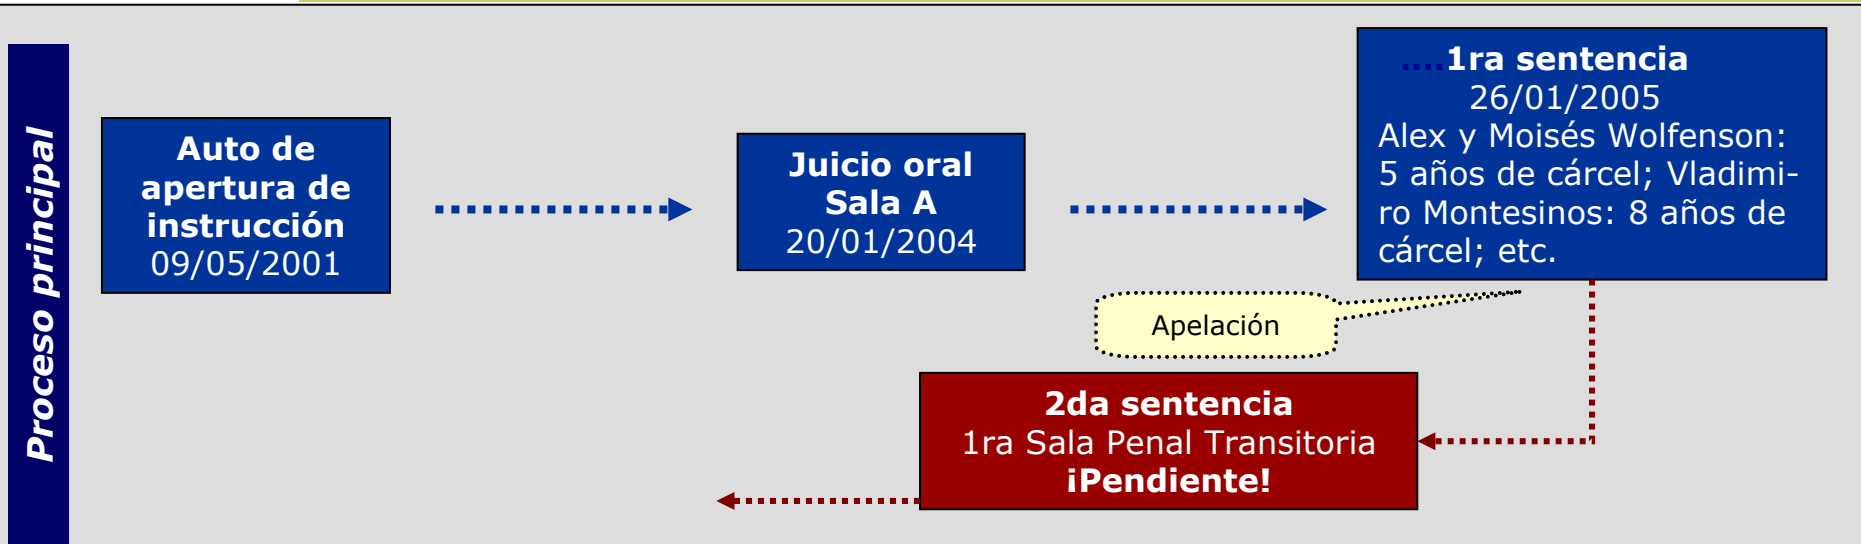 Proceso principal
Auto de
apertura de
instrucción
09/05/2001
Juicio oral
Sala A
20/01/2004
....1ra sentencia
26/01/2005
Alex y Moisés Wolfenson:
5 años de cárcel; Vladimi-
ro Montesinos: 8 años de
cárcel; etc.
Apelación
2da sentencia
1ra Sala Penal Transitoria
¡Pendiente!